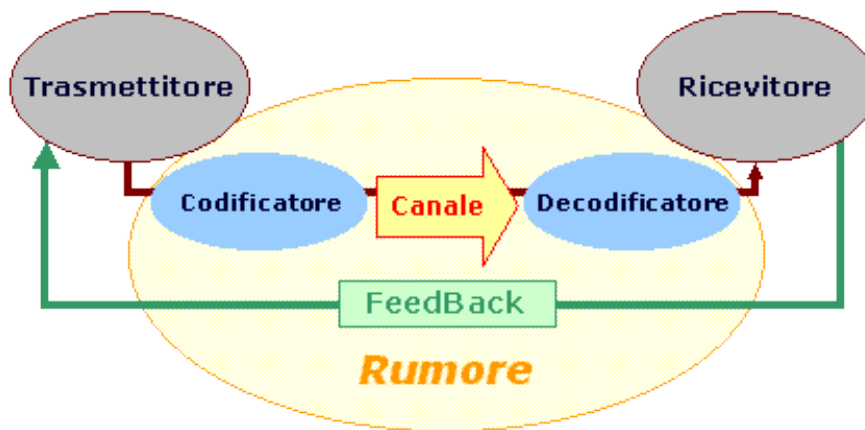 Trasmettitore
Ricevitore
Codificatore
Canale
Decodificatore
FeedBack
Rumore